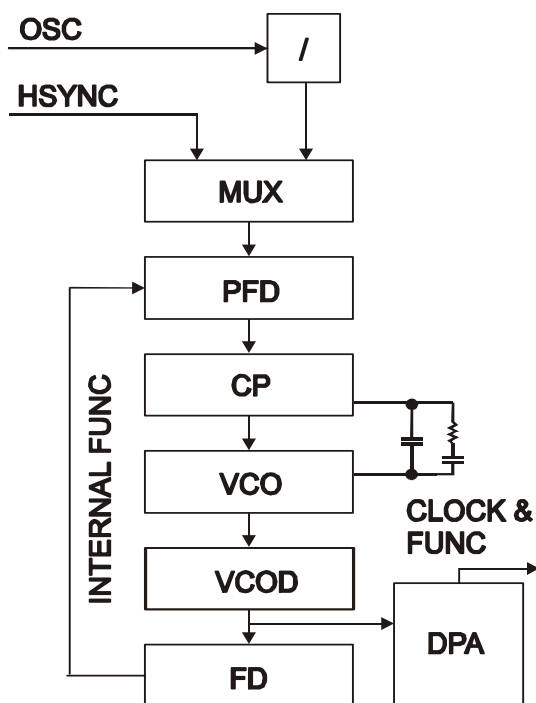 OSC
/
HSYNC
MUX
PFD
CP
INTERNAL FUNC
VCO
CLOCK &
FUNC
VCOD
DPA
FD